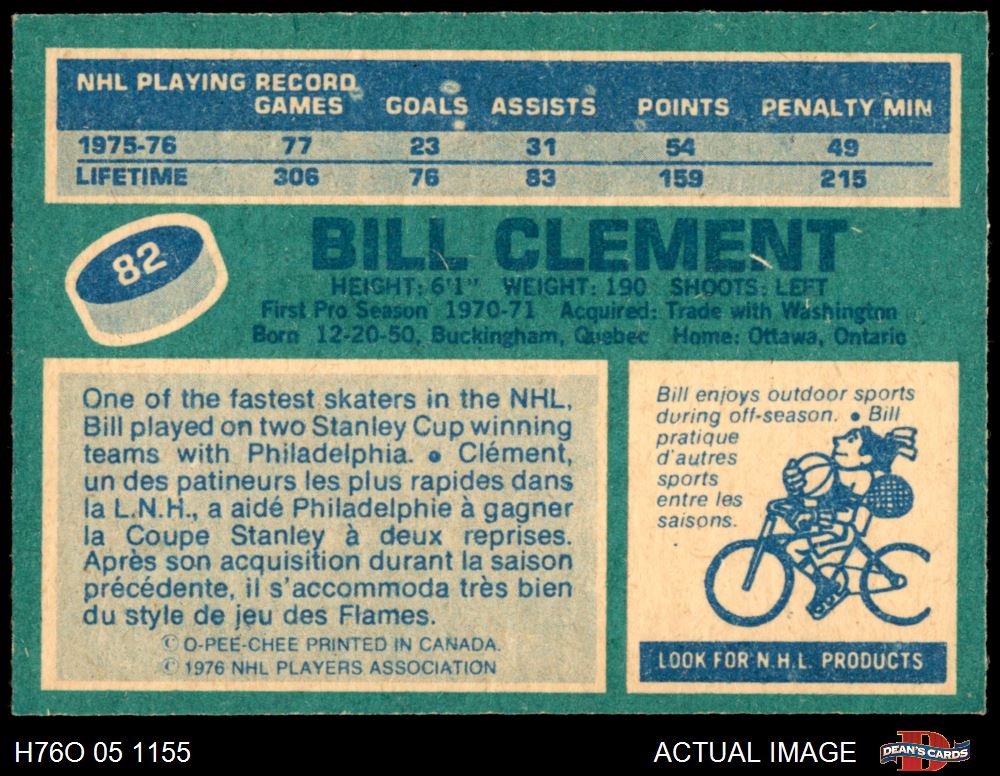 NHL PLAYING RECORD
GAMES GOALS ASSISTS POINTS PENALTY MIN
1975-76 77 23 31 54 49
LIFETIME 306 76 83 159 215
82
BILL CLEMENT
HEIGHT: 6'1" WEIGHT: 190 SHOOTS: LEFT
First Pro Season 1970-71 Acquired: Trade with Washington
Born 12-20-50, Buckingham, Quebec Home: Ottawa, Ontario
One of the fastest skaters in the NHL,
Bill played on two Stanley Cup winning
teams with Philadelphia. • Clément,
un des patineurs les plus rapides dans
la L.N.H., a aidé Philadelphie à gagner
la Coupe Stanley à deux reprises.
Après son acquisition durant la saison
précédente, il s'accommoda très bien
du style de jeu des Flames.
© O-PEE-CHEE PRINTED IN CANADA.
© 1976 NHL PLAYERS ASSOCIATION
Bill enjoys outdoor sports
during off-season. • Bill
pratique
d'autres
sports
entre les
saisons.
LOOK FOR N.H.L. PRODUCTS
H76O 05 1155
ACTUAL IMAGE
D
DEAN'S CARDS